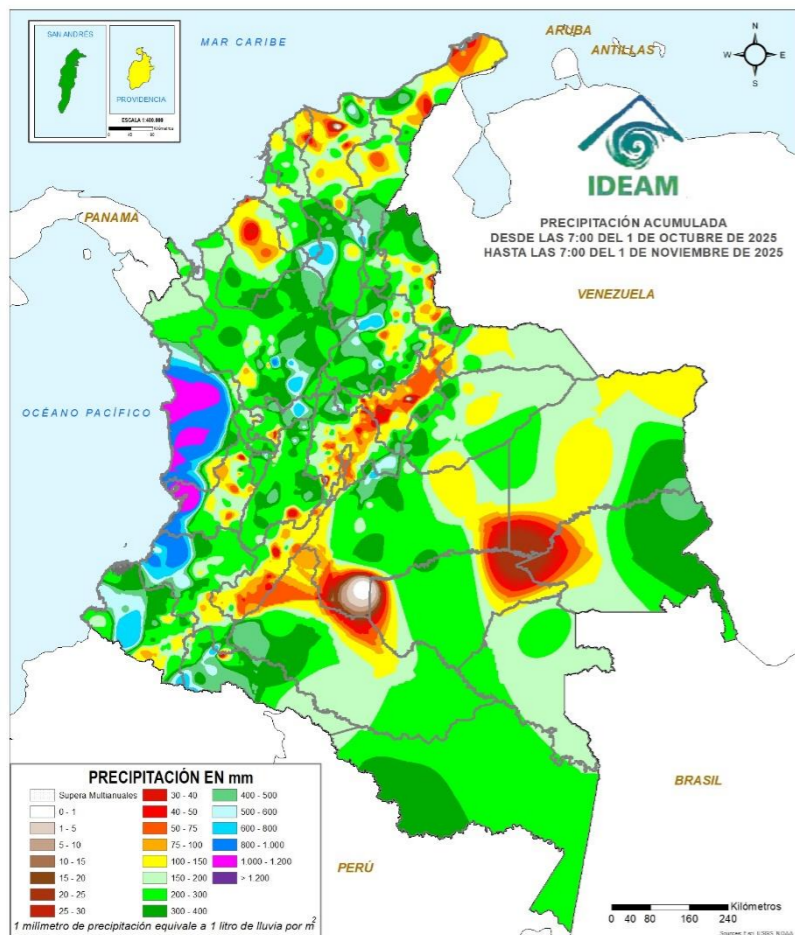 SAN ANDRÉS
PROVIDENCIA
ESCALA 1:400.000
Kilómetros
MAR CARIBE
ARUBA
ANTILLAS
N
W
E
S
IDEAM
PRECIPITACIÓN ACUMULADA
DESDE LAS 7:00 DEL 1 DE OCTUBRE DE 2025
HASTA LAS 7:00 DEL 1 DE NOVIEMBRE DE 2025
PANAMÁ
VENEZUELA
OCÉANO PACÍFICO
BRASIL
PERÚ
PRECIPITACIÓN EN mm
Supera Multianuales
0 - 1
1 - 5
5 - 10
10 - 15
15 - 20
20 - 25
25 - 30
30 - 40
40 - 50
50 - 75
75 - 100
100 - 150
150 - 200
200 - 300
300 - 400
400 - 500
500 - 600
600 - 800
800 - 1.000
1.000 - 1.200
> 1.200
1 milímetro de precipitación equivale a 1 litro de lluvia por m²
Kilómetros
0 40 80 160 240